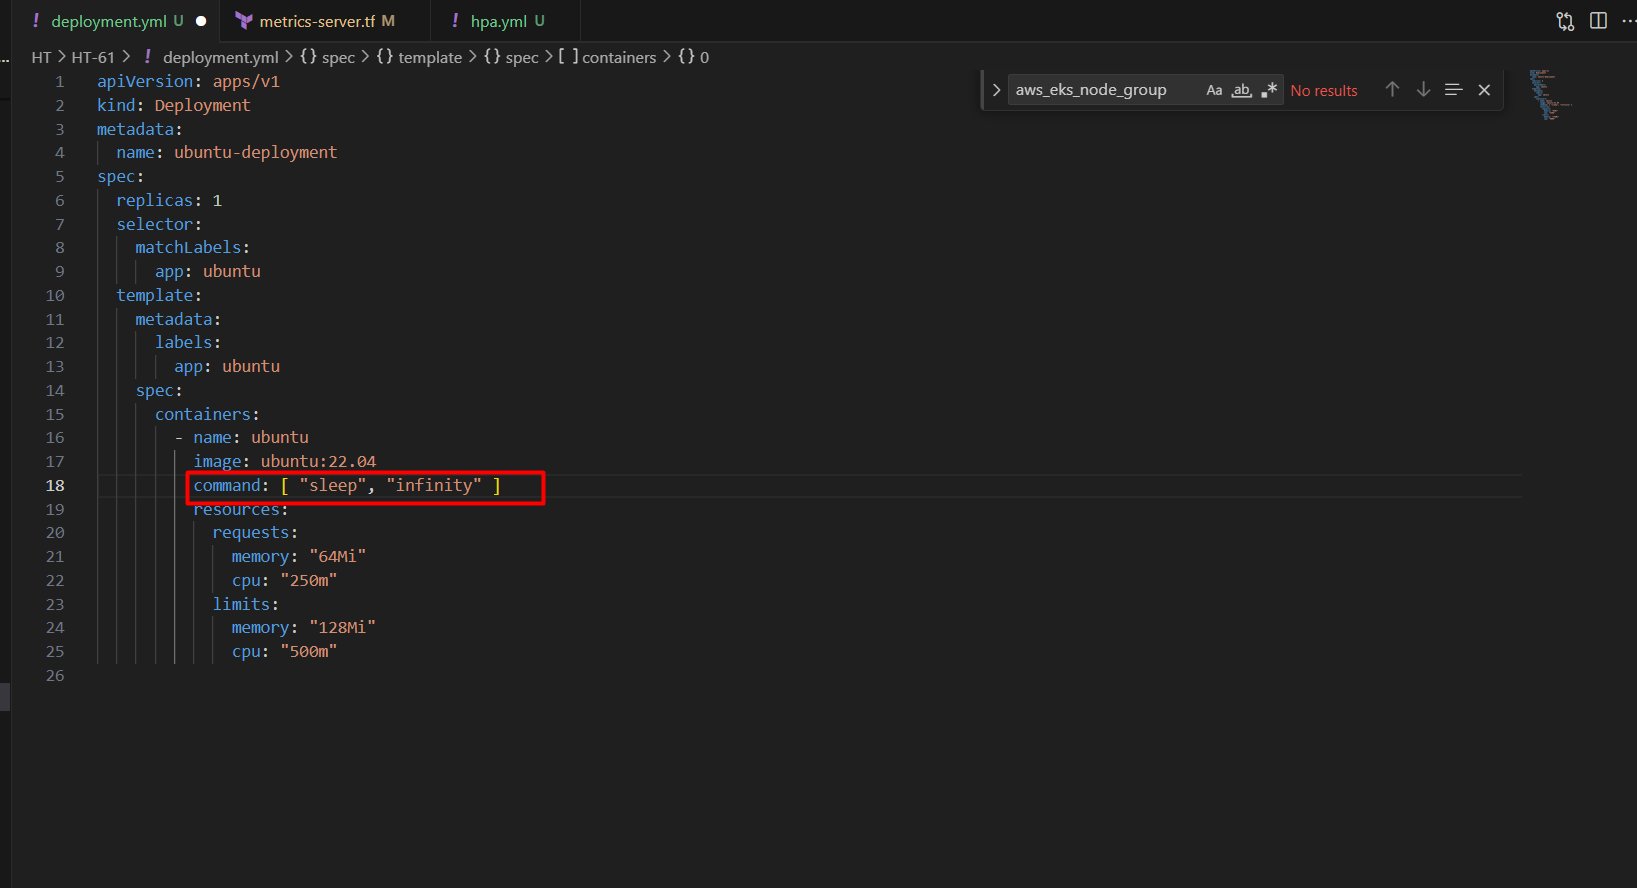 ! deployment.yml U ● metrics-server.tf M ! hpa.yml U
HT > HT-61 > ! deployment.yml > {} spec > {} template > {} spec > [ ] containers > {} 0
aws_eks_node_group Aa ab .* No results
1 apiVersion: apps/v1
2 kind: Deployment
3 metadata:
4 name: ubuntu-deployment
5 spec:
6 replicas: 1
7 selector:
8 matchLabels:
9 app: ubuntu
10 template:
11 metadata:
12 labels:
13 app: ubuntu
14 spec:
15 containers:
16 - name: ubuntu
17 image: ubuntu:22.04
18 command: [ "sleep", "infinity" ]
19 resources:
20 requests:
21 memory: "64Mi"
22 cpu: "250m"
23 limits:
24 memory: "128Mi"
25 cpu: "500m"
26